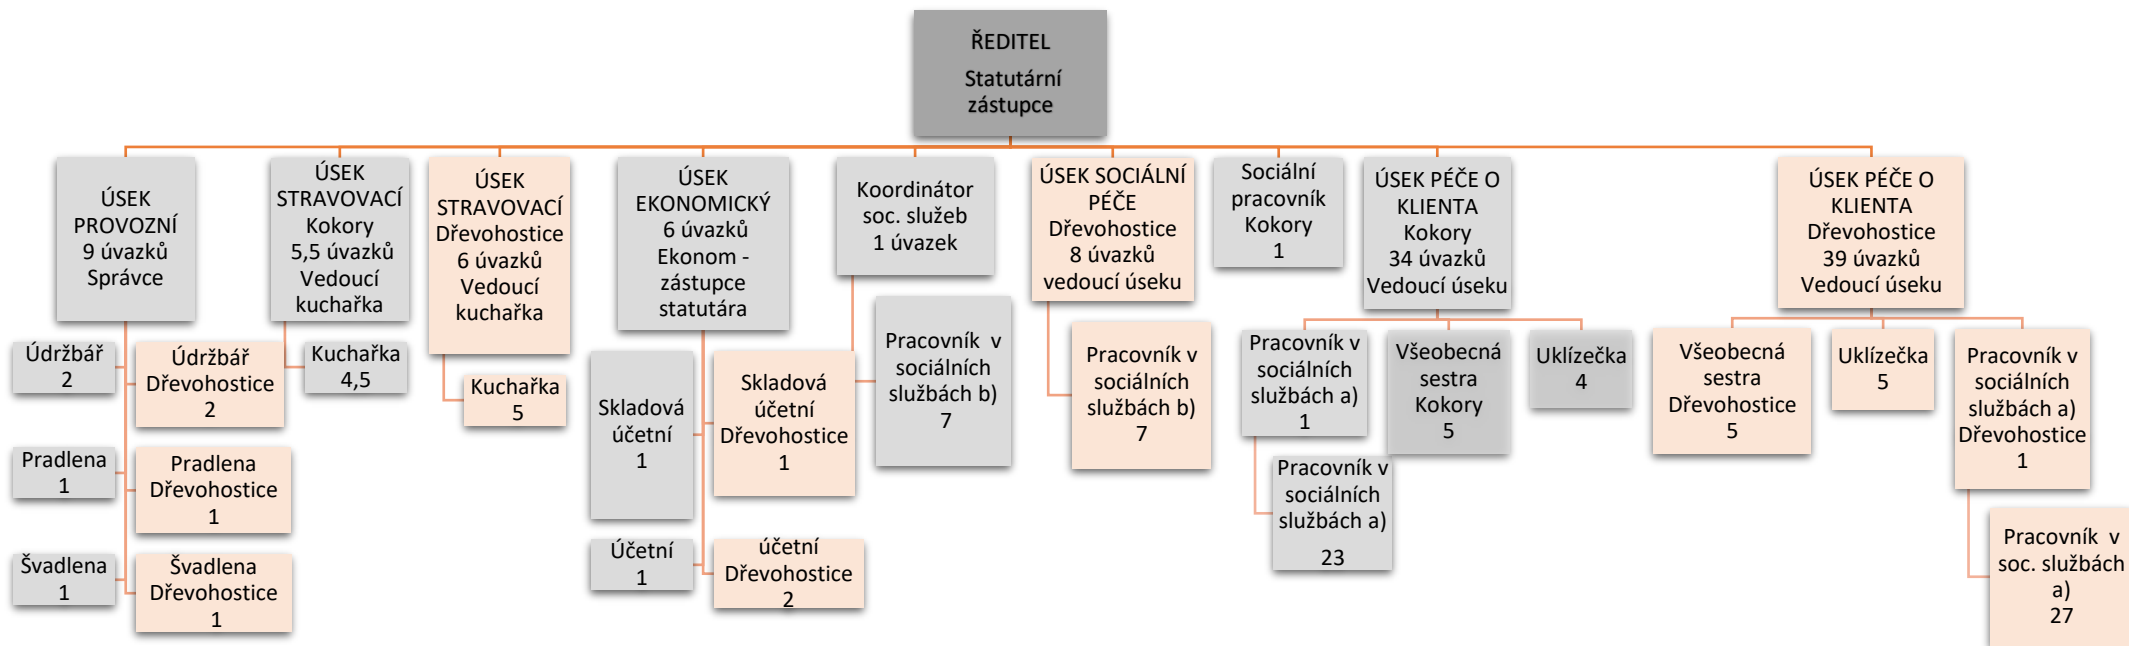 ŘEDITEL
Statutární
zástupce
ÚSEK
PROVOZNÍ
9 úvazků
Správce
ÚSEK
STRAVOVACÍ
Kokory
5,5 úvazků
Vedoucí
kuchařka
ÚSEK
STRAVOVACÍ
Dřevohostice
6 úvazků
Vedoucí
kuchařka
ÚSEK
EKONOMICKÝ
6 úvazků
Ekonom -
zástupce
statutára
Koordinátor
soc. služeb
1 úvazek
ÚSEK SOCIÁLNÍ
PÉČE
Dřevohostice
8 úvazků
vedoucí úseku
Sociální
pracovník
Kokory
1
ÚSEK PÉČE O
KLIENTA
Kokory
34 úvazků
Vedoucí úseku
ÚSEK PÉČE O
KLIENTA
Dřevohostice
39 úvazků
Vedoucí úseku
Údržbář
2
Údržbář
Dřevohostice
2
Pradlena
1
Pradlena
Dřevohostice
1
Švadlena
1
Švadlena
Dřevohostice
1
Kuchařka
4,5
Kuchařka
5
Skladová
účetní
1
Skladová
účetní
Dřevohostice
1
Účetní
1
účetní
Dřevohostice
2
Pracovník v
sociálních
službách b)
7
Pracovník v
sociálních
službách b)
7
Pracovník v
sociálních
službách a)
1
Pracovník v
sociálních
službách a)
23
Všeobecná
sestra
Kokory
5
Uklízečka
4
Všeobecná
sestra
Dřevohostice
5
Uklízečka
5
Pracovník v
sociálních
službách a)
Dřevohostice
1
Pracovník v
soc. službách
a)
27